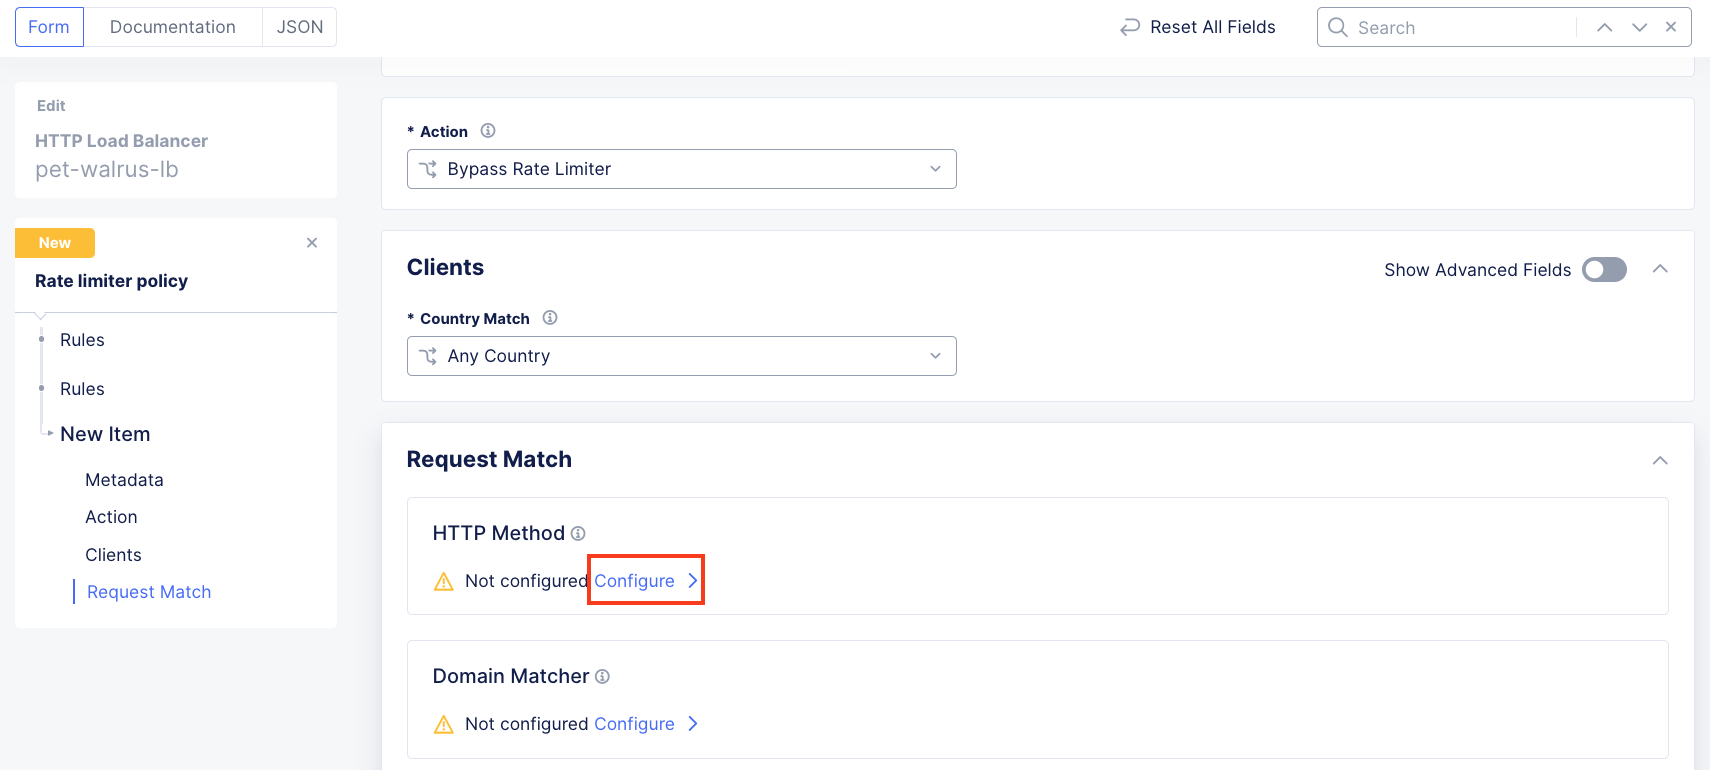 Form Documentation JSON
Reset All Fields
Search
Edit
HTTP Load Balancer
pet-walrus-lb
New
Rate limiter policy
Rules
Rules
New Item
Metadata
Action
Clients
Request Match
* Action
Bypass Rate Limiter
Clients
Show Advanced Fields
* Country Match
Any Country
Request Match
HTTP Method
Not configured Configure
Domain Matcher
Not configured Configure